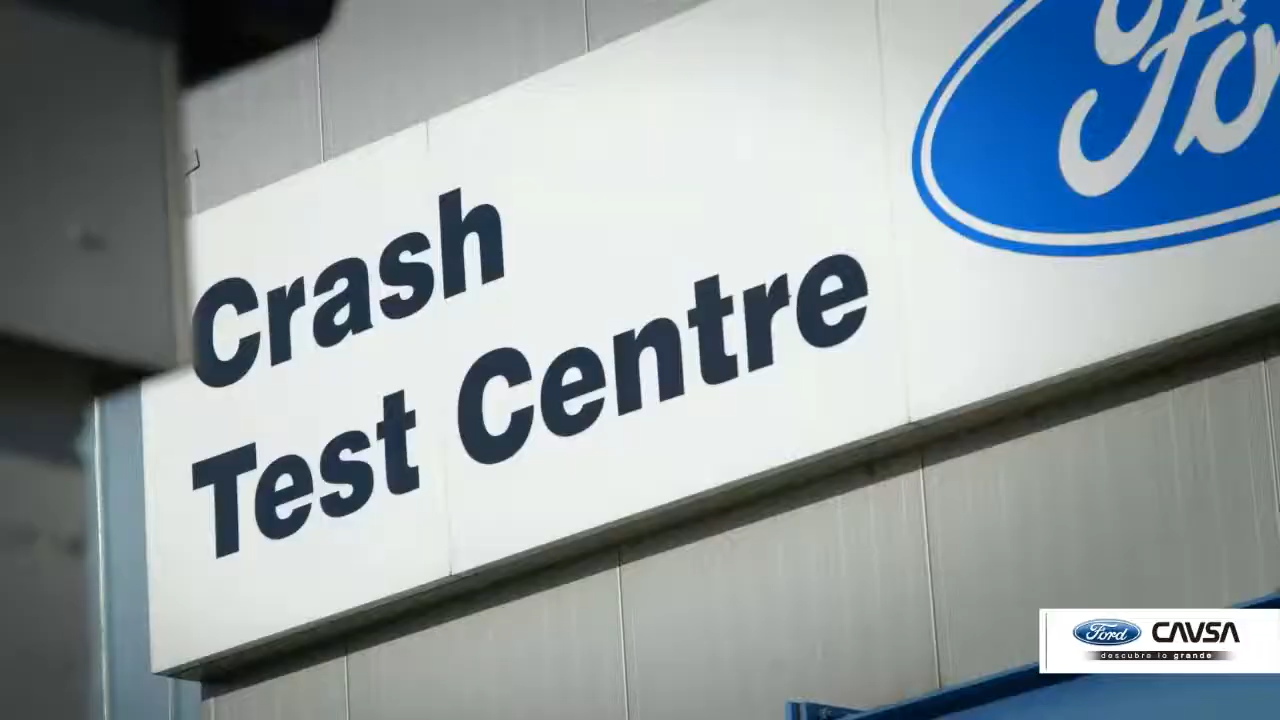 Crash
Test Centre
Ford
Ford CAVSA
descubre lo grande